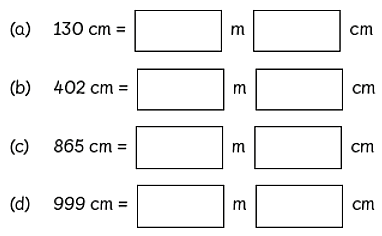 (a) 130 cm = m cm
(b) 402 cm = m cm
(c) 865 cm = m cm
(d) 999 cm = m cm